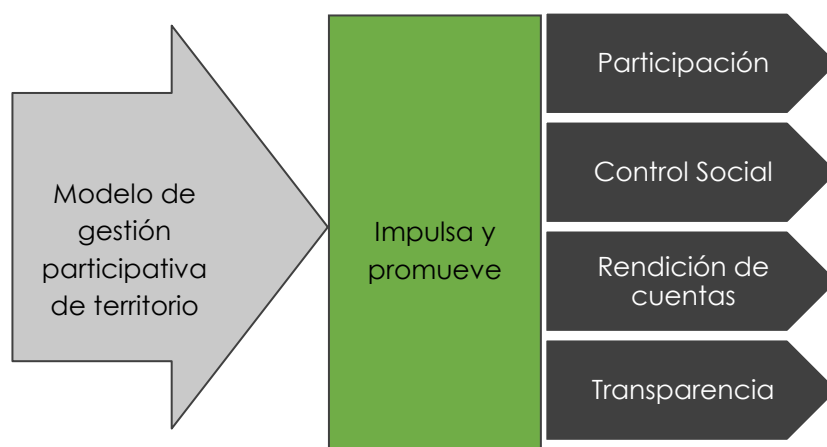 Modelo de
gestión
participativa
de territorio
Impulsa y
promueve
Participación
Control Social
Rendición de
cuentas
Transparencia